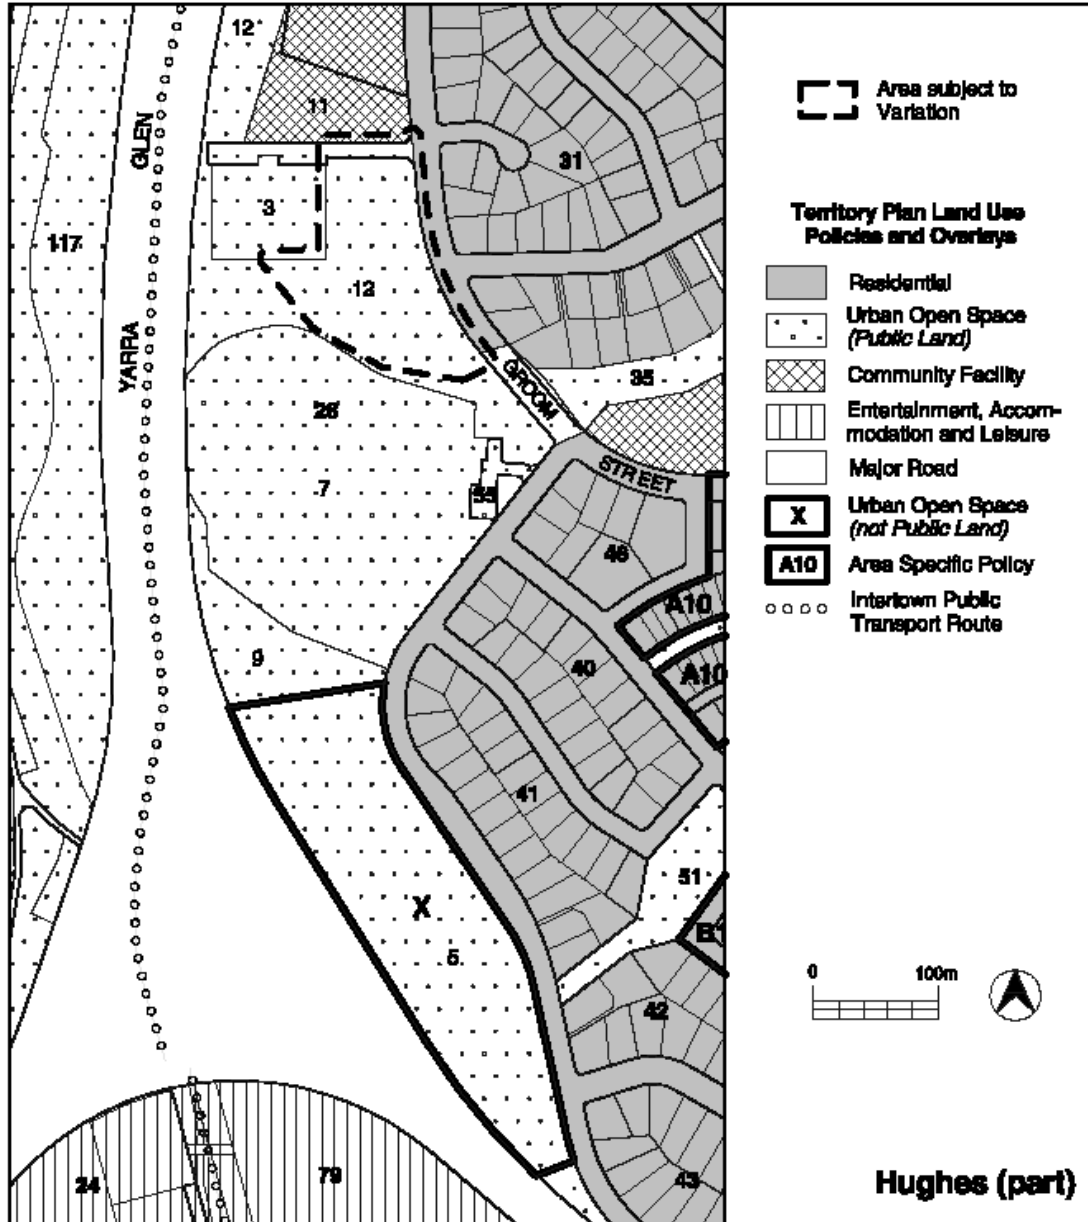 12
11
31
GLEN
3
117
12
YARRA
GROOM
35
28
STREET
7
55
46
A10
40
A10
9
41
51
X
B1
5
42
24
79
43
Area subject to
Variation
Territory Plan Land Use
Policies and Overlays
Residential
Urban Open Space
(Public Land)
Community Facility
Entertainment, Accom-
modation and Leisure
Major Road
X
Urban Open Space
(not Public Land)
A10
Area Specific Policy
Intertown Public
Transport Route
0 100m
Hughes (part)